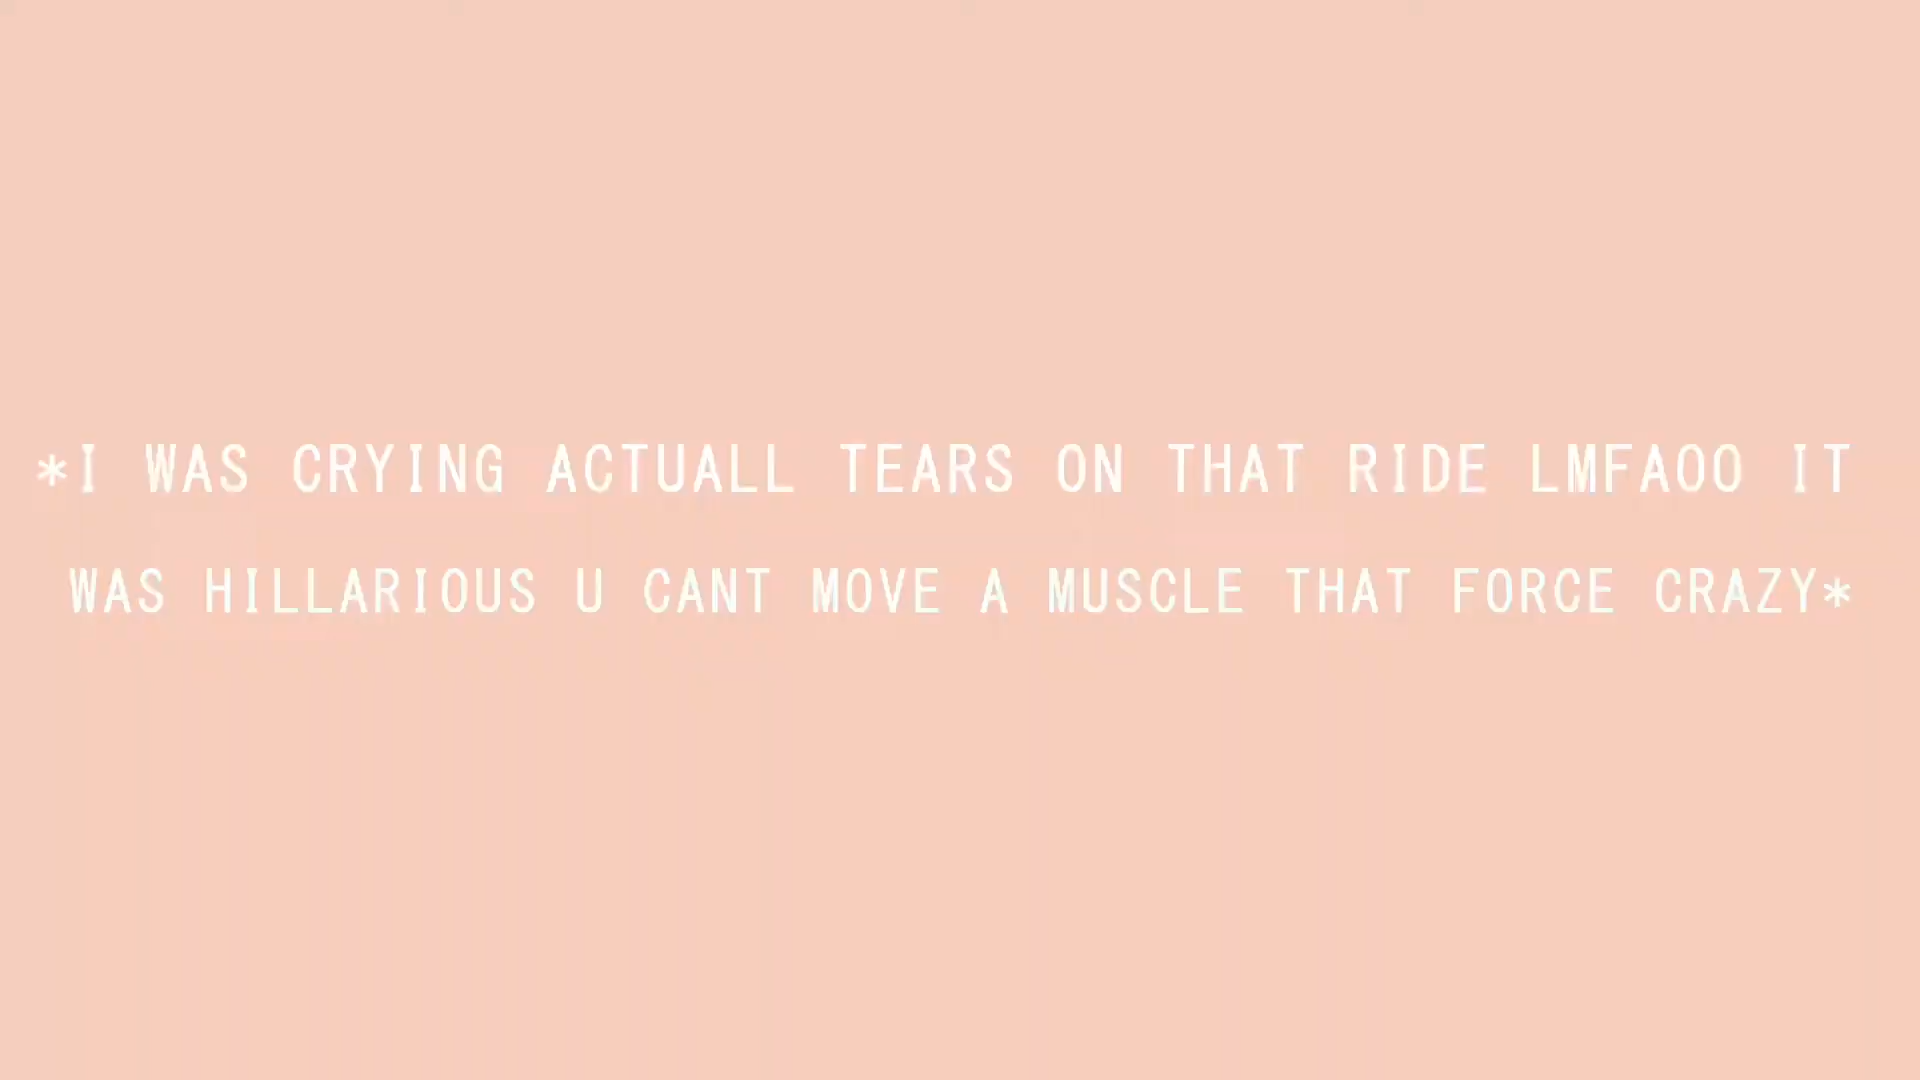 *I WAS CRYING ACTUALL TEARS ON THAT RIDE LMFAOO IT
WAS HILLARIOUS U CANT MOVE A MUSCLE THAT FORCE CRAZY*